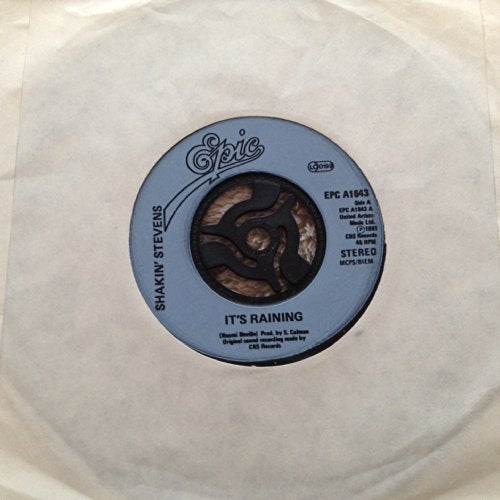 Epic
SHAKIN' STEVENS
EPC A1643
Side A
EPC A1643 A
United Artists
Music Ltd.
CBS Records
45 RPM
STEREO
MCPS/BIEM
IT'S RAINING
(Naomi Neville) Prod. by S. Colman
Original sound recording made by
CBS Records